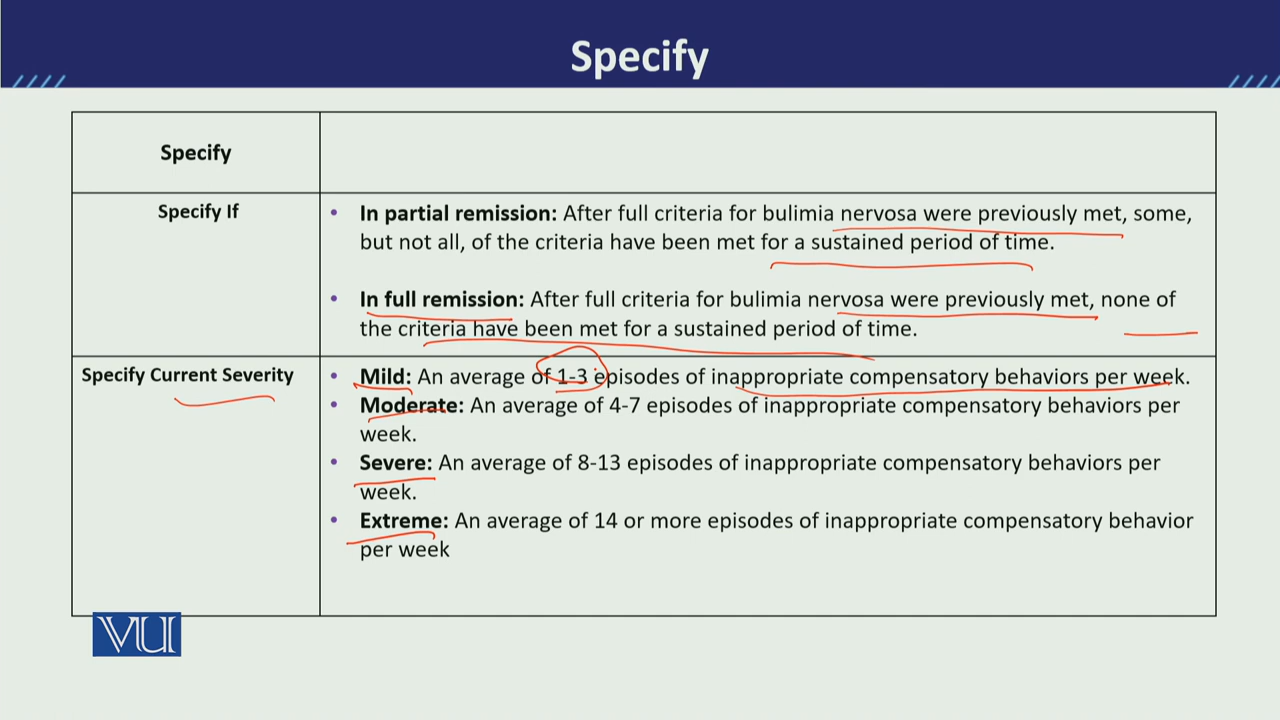 Specify
Specify
Specify If
• In partial remission: After full criteria for bulimia nervosa were previously met, some,
but not all, of the criteria have been met for a sustained period of time.
• In full remission: After full criteria for bulimia nervosa were previously met, none of
the criteria have been met for a sustained period of time.
Specify Current Severity
• Mild: An average of 1-3 episodes of inappropriate compensatory behaviors per week.
• Moderate: An average of 4-7 episodes of inappropriate compensatory behaviors per
week.
• Severe: An average of 8-13 episodes of inappropriate compensatory behaviors per
week.
• Extreme: An average of 14 or more episodes of inappropriate compensatory behavior
per week
VU